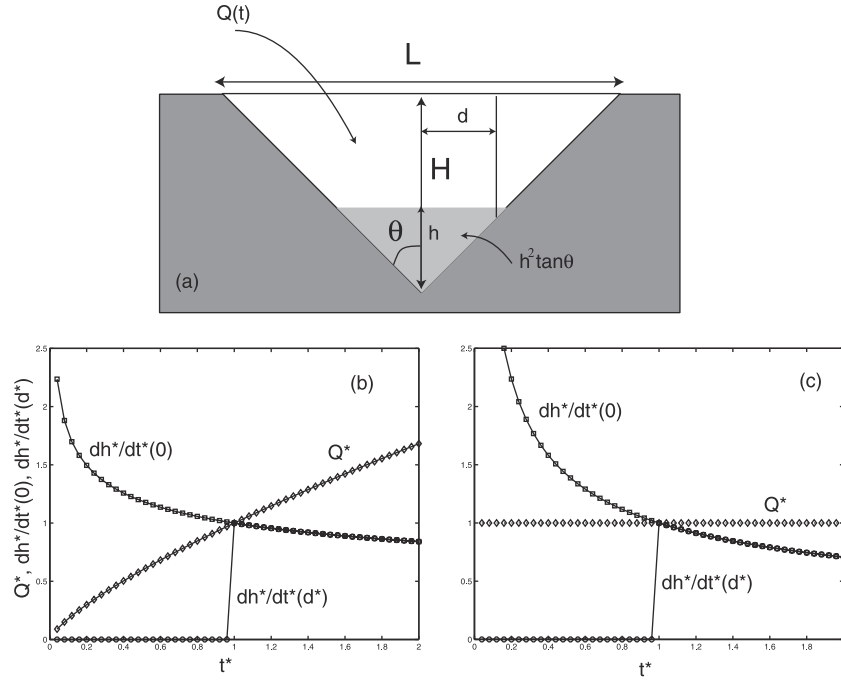 Q(t)
L
d
H
θ
h
h²tanθ
(a)
Q*, dh*/dt*(0), dh*/dt*(d*)
2.5
2
1.5
1
0.5
0
(b)
dh*/dt*(0)
Q*
dh*/dt*(d*)
0.2 0.4 0.6 0.8 1 1.2 1.4 1.6 1.8 2
t*
2.5
2
1.5
1
0.5
0
(c)
dh*/dt*(0)
Q*
dh*/dt*(d*)
0.2 0.4 0.6 0.8 1 1.2 1.4 1.6 1.8
t*